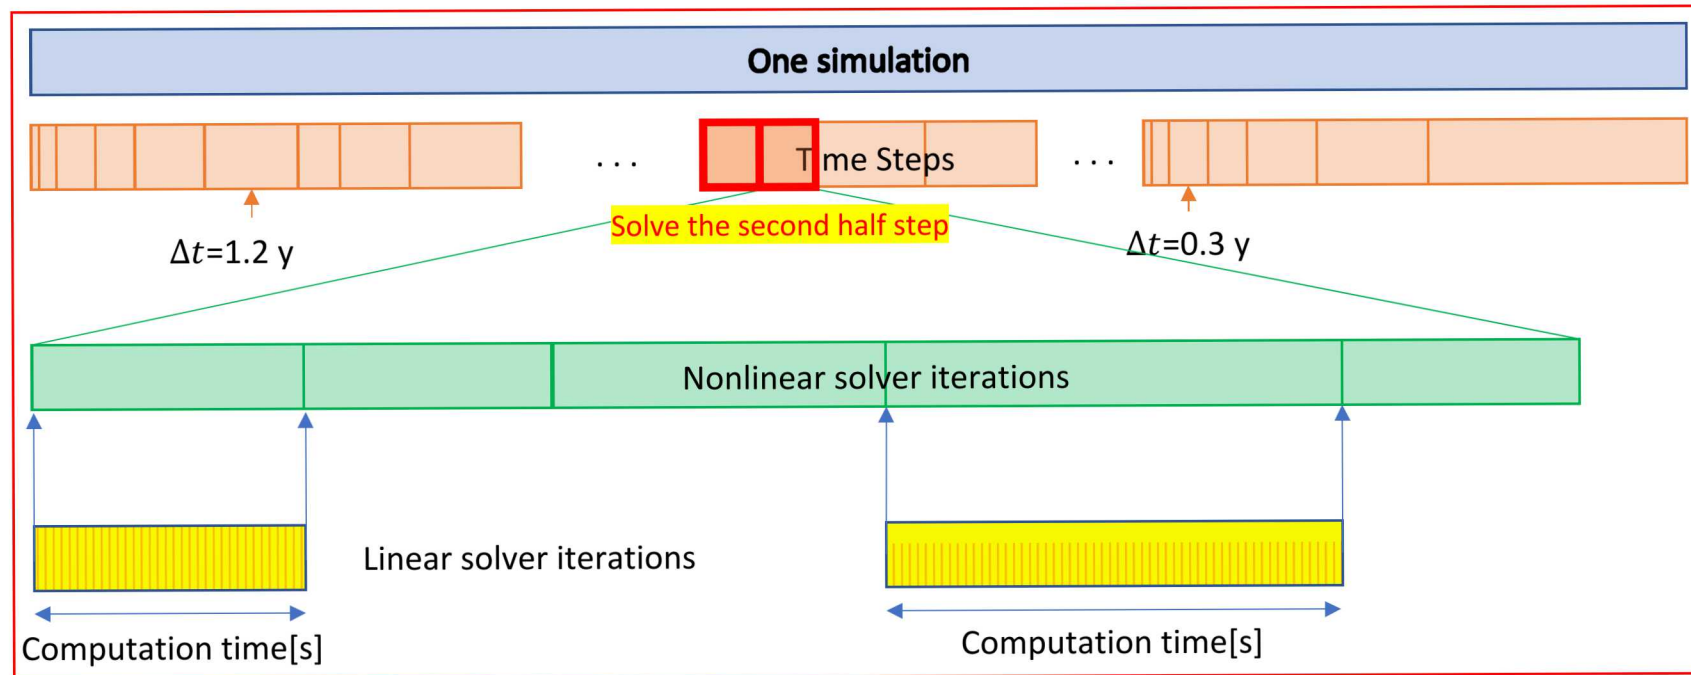 One simulation
. . .
Time Steps
. . .
Solve the second half step
Δt=1.2 y
Δt=0.3 y
Nonlinear solver iterations
Linear solver iterations
Computation time[s]
Computation time[s]